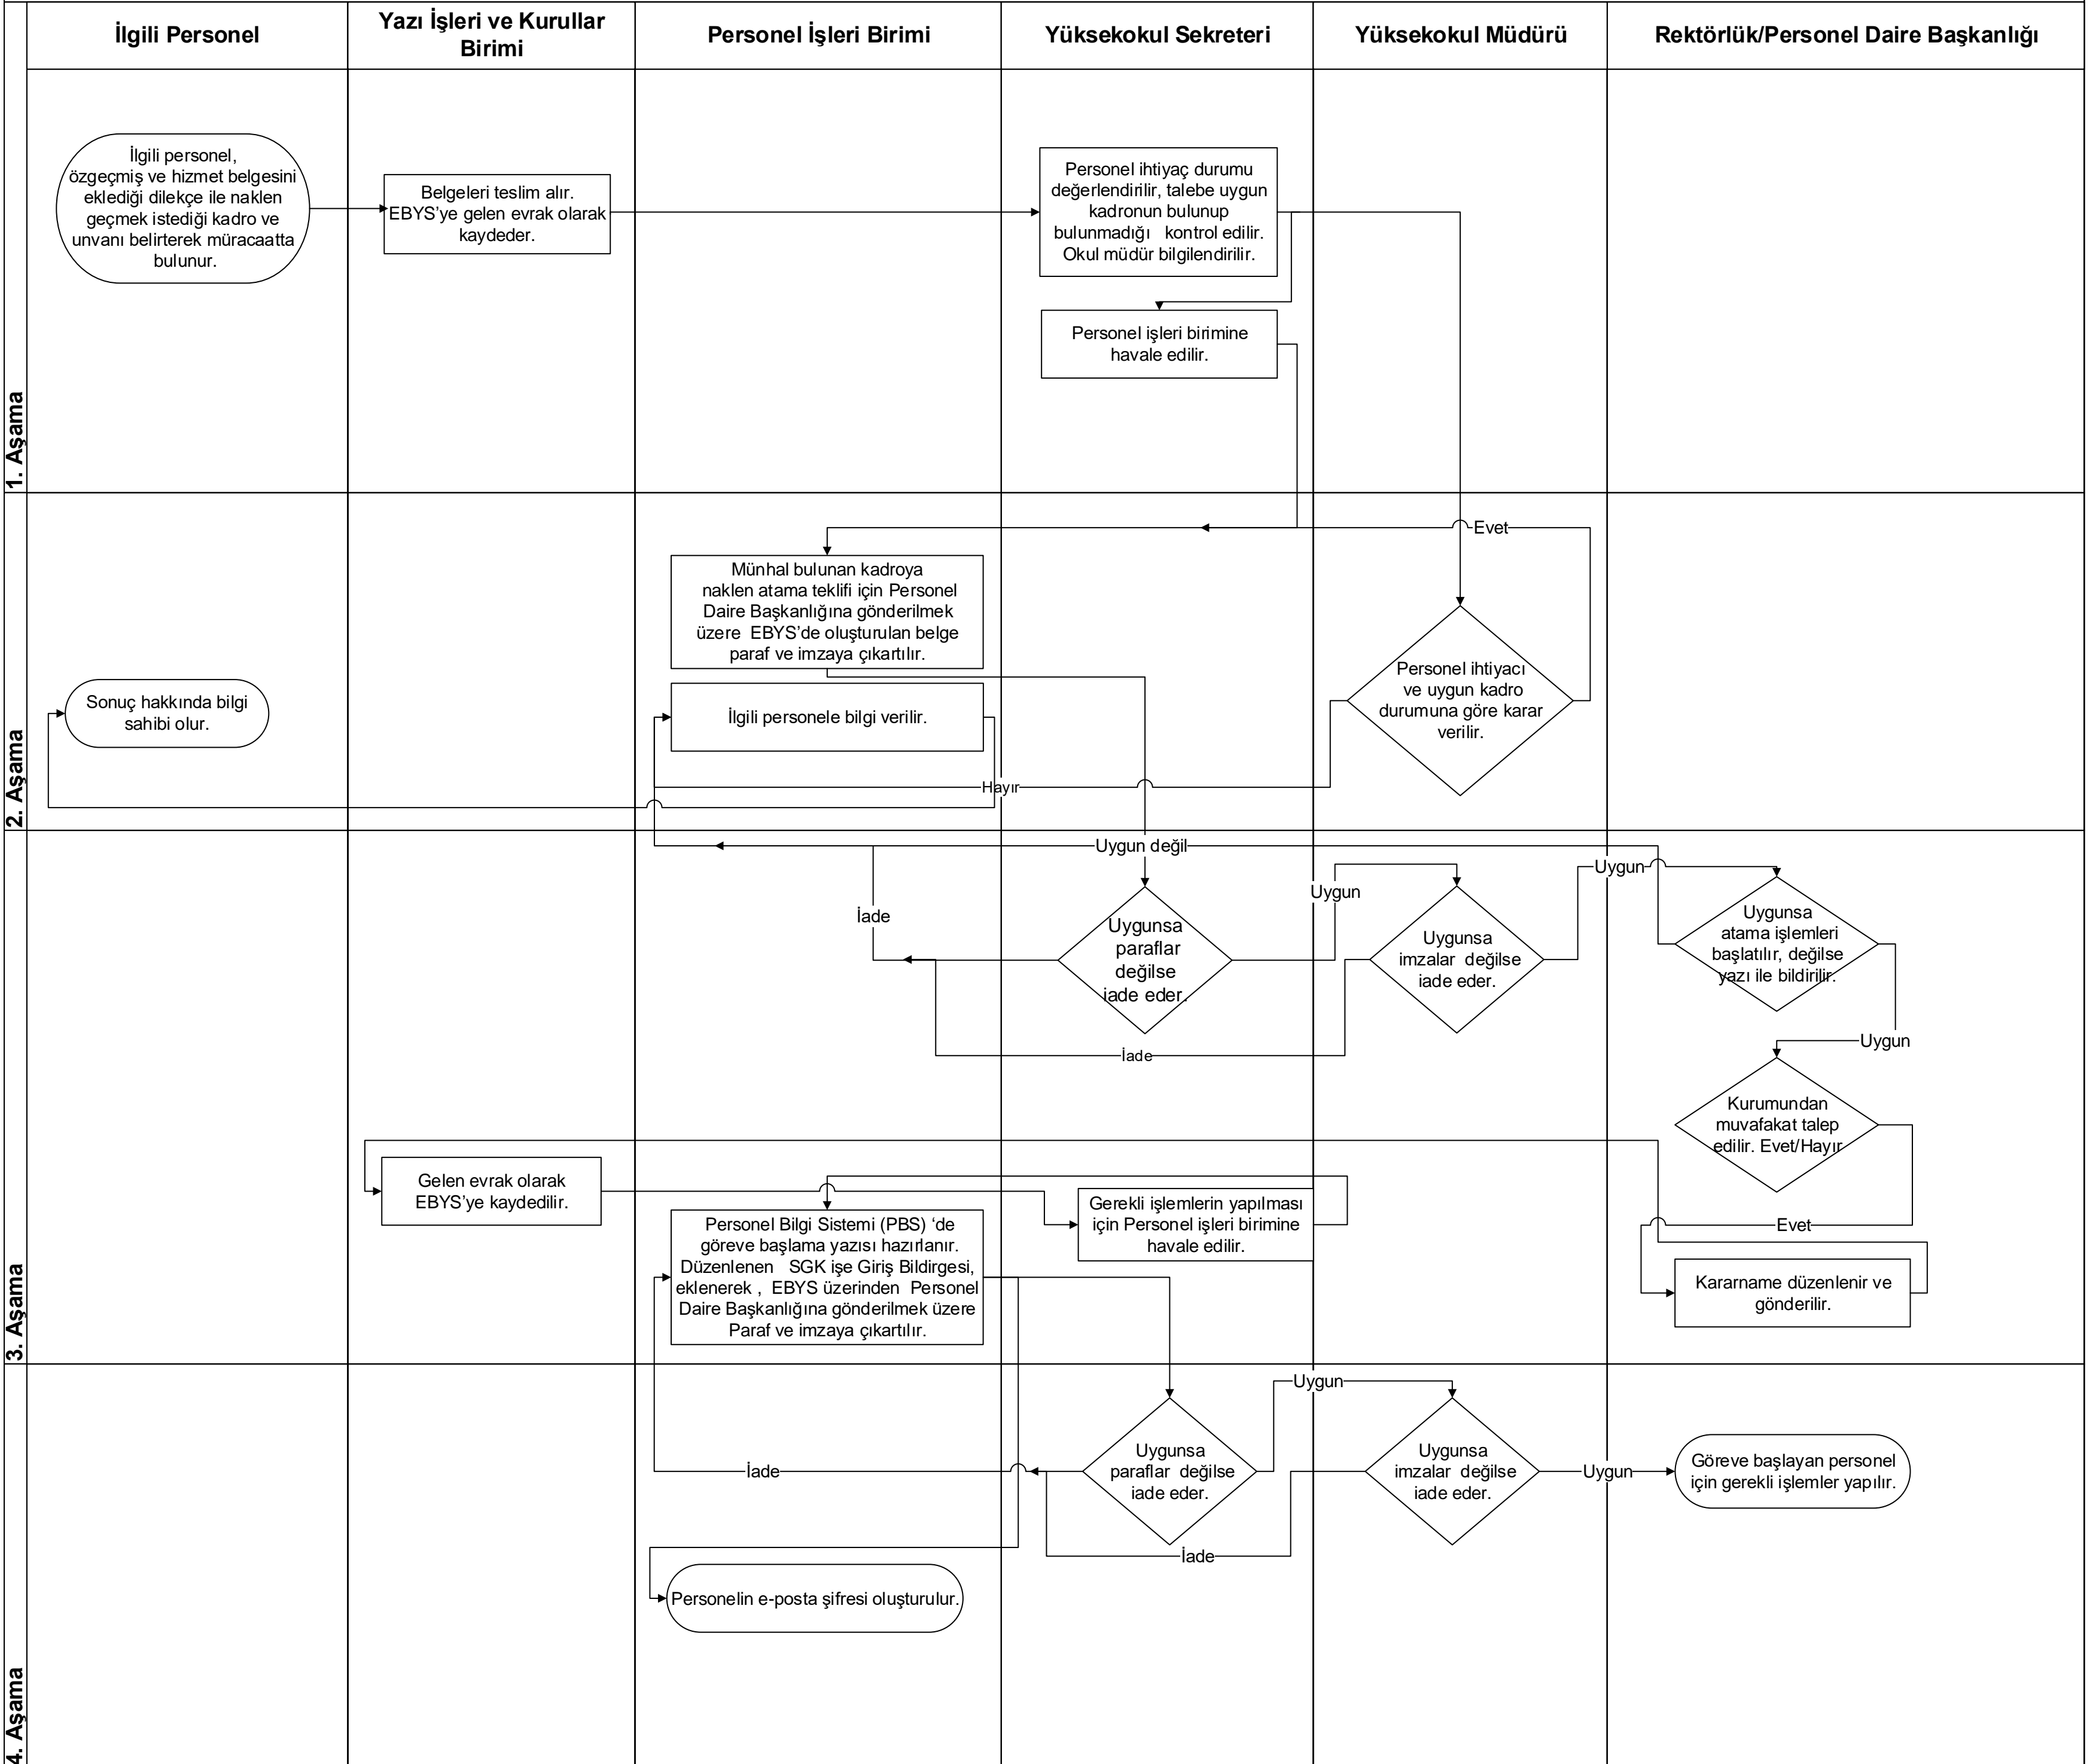 İlgili Personel
Yazı İşleri ve Kurullar
Birimi
Personel İşleri Birimi
Yüksekokul Sekreteri
Yüksekokul Müdürü
Rektörlük/Personel Daire Başkanlığı
1. Aşama
İlgili personel,
özgeçmiş ve hizmet belgesini
eklediği dilekçe ile naklen
geçmek istediği kadro ve
unvanı belirterek müracaatta
bulunur.
Belgeleri teslim alır.
EBYS’ye gelen evrak olarak
kaydeder.
Personel ihtiyaç durumu
değerlendirilir, talebe uygun
kadronun bulunup
bulunmadığı kontrol edilir.
Okul müdür bilgilendirilir.
Personel işleri birimine
havale edilir.
2. Aşama
Evet
Münhal bulunan kadroya
naklen atama teklifi için Personel
Daire Başkanlığına gönderilmek
üzere EBYS’de oluşturulan belge
paraf ve imzaya çıkartılır.
Personel ihtiyacı
ve uygun kadro
durumuna göre karar
verilir.
Sonuç hakkında bilgi
sahibi olur.
İlgili personele bilgi verilir.
Hayır
3. Aşama
Uygun değil
Uygun
Uygun
İade
Uygunsa
paraflar
değilse
iade eder.
Uygunsa
imzalar değilse
iade eder.
Uygunsa
atama işlemleri
başlatılır, değilse
yazı ile bildirilir.
Uygun
İade
Kurumundan
muvafakat talep
edilir. Evet/Hayır
Gelen evrak olarak
EBYS’ye kaydedilir.
Gerekli işlemlerin yapılması
için Personel işleri birimine
havale edilir.
Evet
Personel Bilgi Sistemi (PBS) ‘de
göreve başlama yazısı hazırlanır.
Düzenlenen SGK işe Giriş Bildirgesi,
eklenerek , EBYS üzerinden Personel
Daire Başkanlığına gönderilmek üzere
Paraf ve imzaya çıkartılır.
Kararname düzenlenir ve
gönderilir.
4. Aşama
Uygun
İade
Uygunsa
paraflar değilse
iade eder.
Uygunsa
imzalar değilse
iade eder.
Uygun
Göreve başlayan personel
için gerekli işlemler yapılır.
İade
Personelin e-posta şifresi oluşturulur.